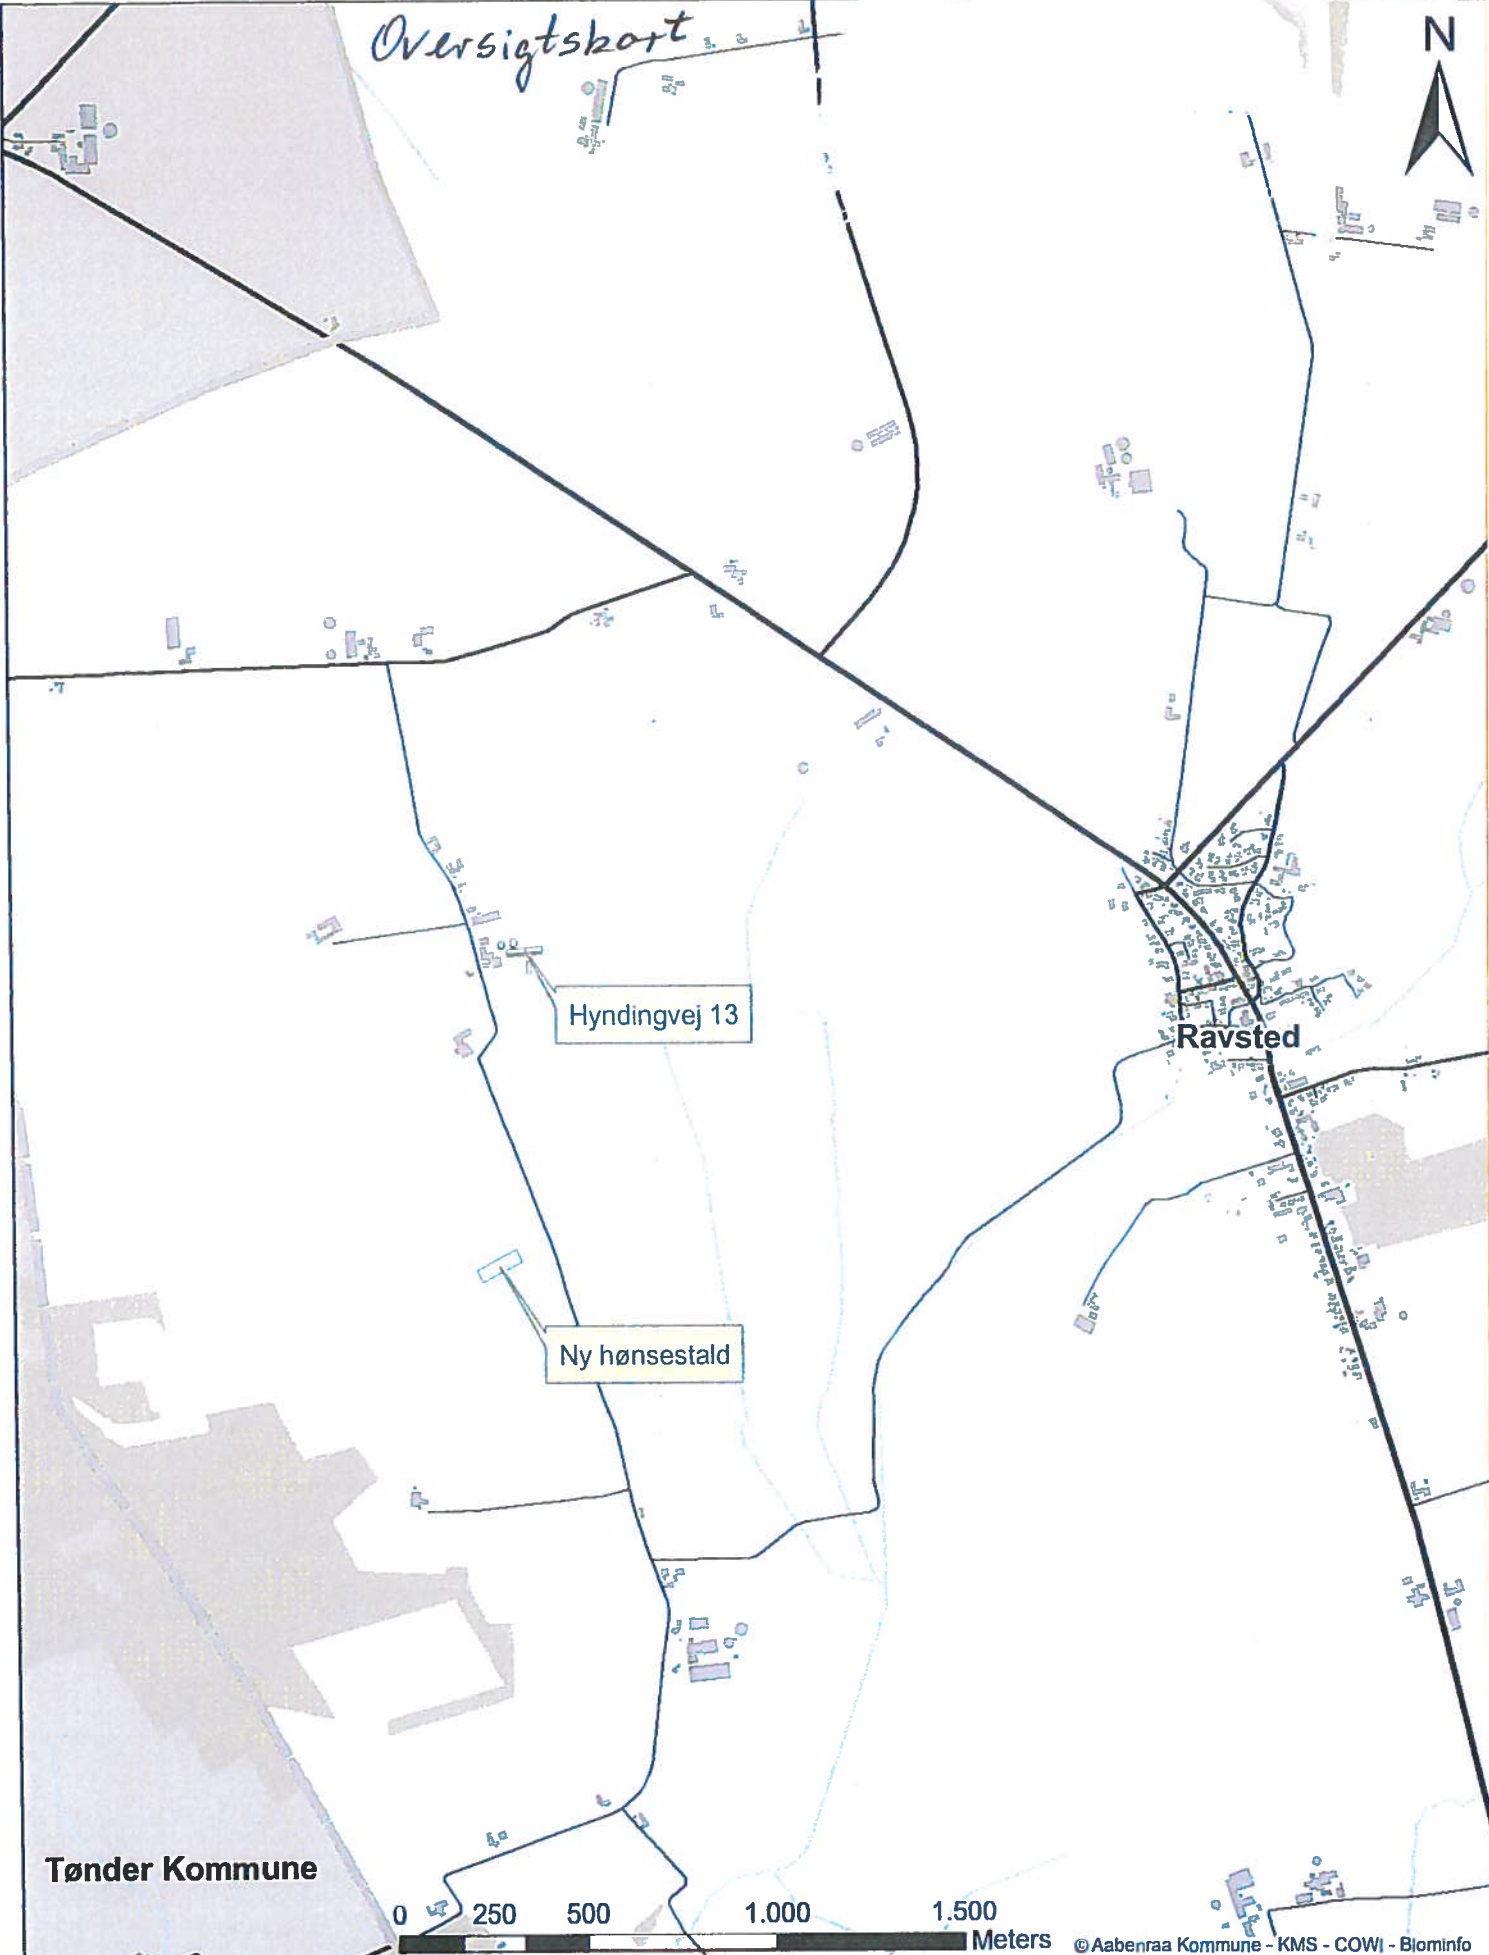 Oversigtskort
N
Hyndingvej 13
Ravsted
Ny hønsestald
Tønder Kommune
0 250 500 1.000 1.500
Meters
©Aabenraa Kommune - KMS - COWI - Blominfo